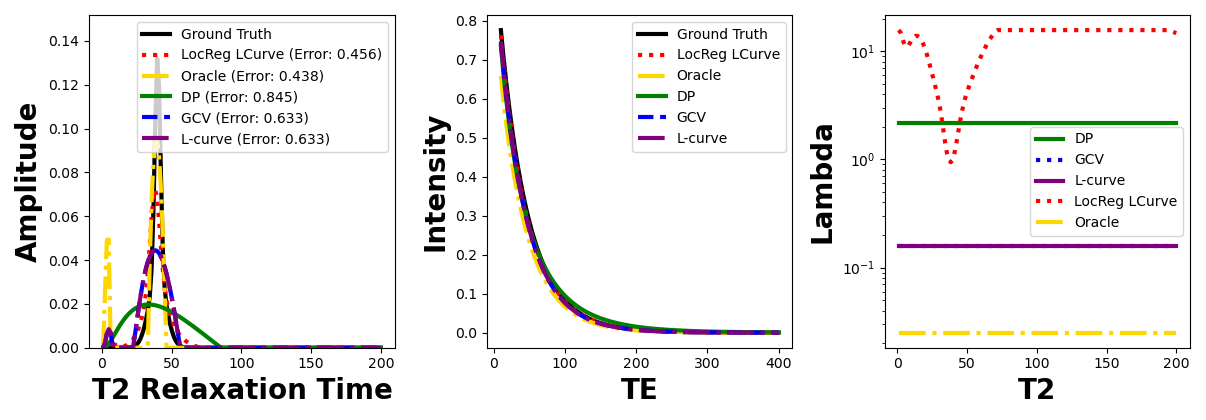 Amplitude
0.14
0.12
0.10
0.08
0.06
0.04
0.02
0.00
Ground Truth
LocReg LCurve (Error: 0.456)
Oracle (Error: 0.438)
DP (Error: 0.845)
GCV (Error: 0.633)
L-curve (Error: 0.633)
0 50 100 150 200
T2 Relaxation Time
Intensity
0.8
0.7
0.6
0.5
0.4
0.3
0.2
0.1
0.0
Ground Truth
LocReg LCurve
Oracle
DP
GCV
L-curve
0 100 200 300 400
TE
Lambda
10¹
10⁰
10⁻¹
DP
GCV
L-curve
LocReg LCurve
Oracle
0 50 100 150 200
T2